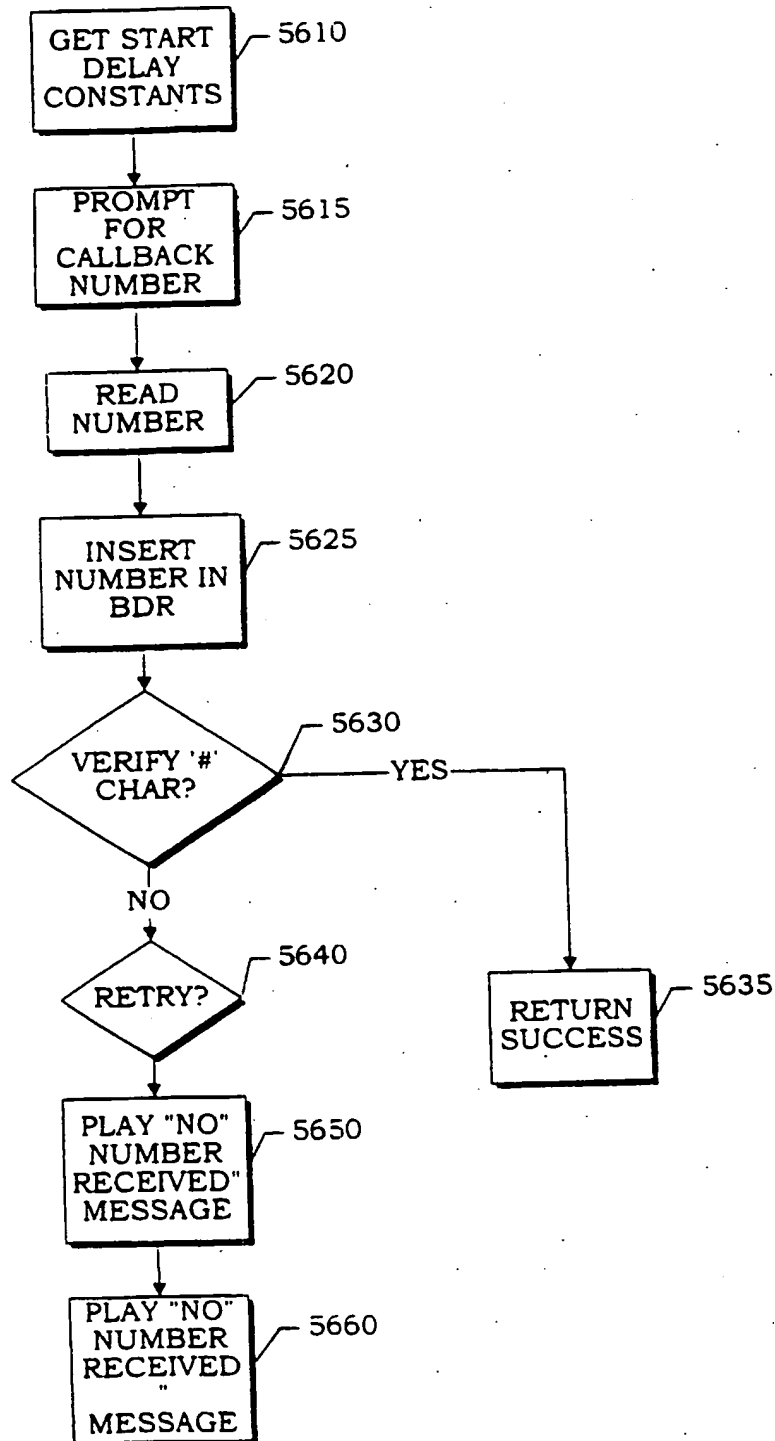 GET START
DELAY
CONSTANTS
5610
PROMPT
FOR
CALLBACK
NUMBER
5615
READ
NUMBER
5620
INSERT
NUMBER IN
BDR
5625
VERIFY '#'
CHAR?
5630
YES
NO
RETRY?
5640
RETURN
SUCCESS
5635
PLAY "NO"
NUMBER
RECEIVED"
MESSAGE
5650
PLAY "NO"
NUMBER
RECEIVED
"
MESSAGE
5660